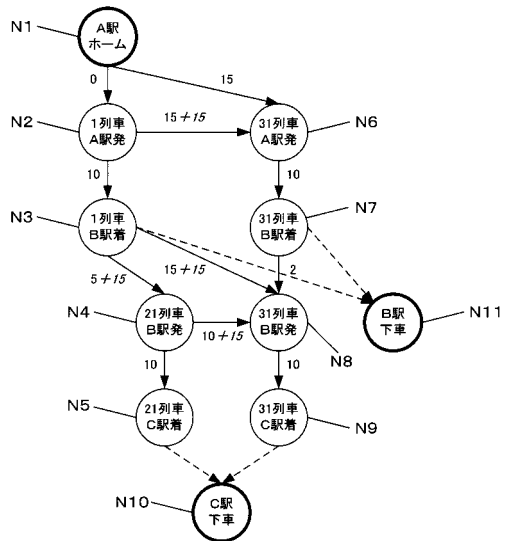 N1
A駅
ホーム
0
15
N2
1列車
A駅発
15+15
31列車
A駅発
N6
10
10
N3
1列車
B駅着
31列車
B駅着
N7
5+15
15+15
2
N4
21列車
B駅発
10+15
31列車
B駅発
N8
B駅
下車
N11
10
10
N5
21列車
C駅着
31列車
C駅着
N9
N10
C駅
下車